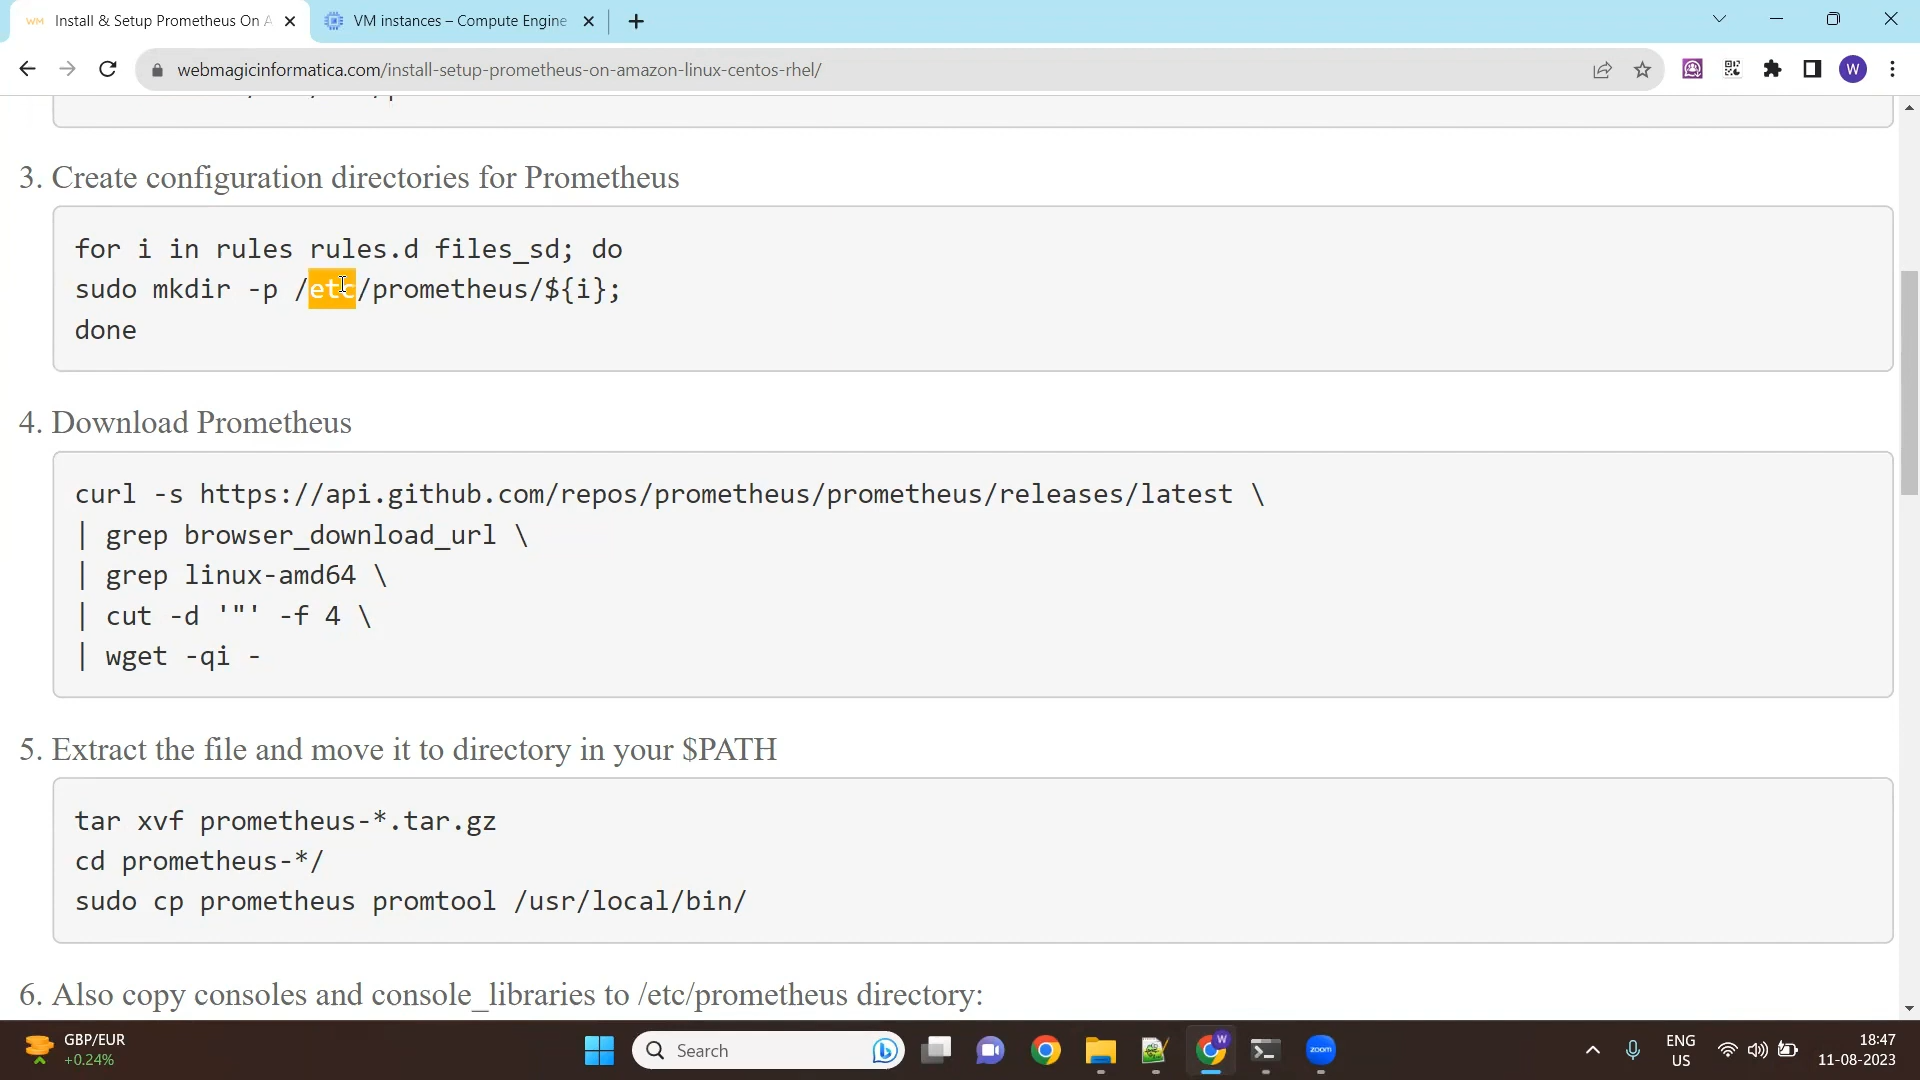 Install & Setup Prometheus On A
VM instances – Compute Engine
webmagicinformatica.com/install-setup-prometheus-on-amazon-linux-centos-rhel/
W
3. Create configuration directories for Prometheus
for i in rules rules.d files_sd; do
sudo mkdir -p /etc/prometheus/${i};
done
4. Download Prometheus
curl -s https://api.github.com/repos/prometheus/prometheus/releases/latest \
| grep browser_download_url \
| grep linux-amd64 \
| cut -d '"' -f 4 \
| wget -qi -
5. Extract the file and move it to directory in your $PATH
tar xvf prometheus-*.tar.gz
cd prometheus-*/
sudo cp prometheus promtool /usr/local/bin/
6. Also copy consoles and console_libraries to /etc/prometheus directory:
GBP/EUR
+0.24%
Search
W
zoom
ENG
US
18:47
11-08-2023